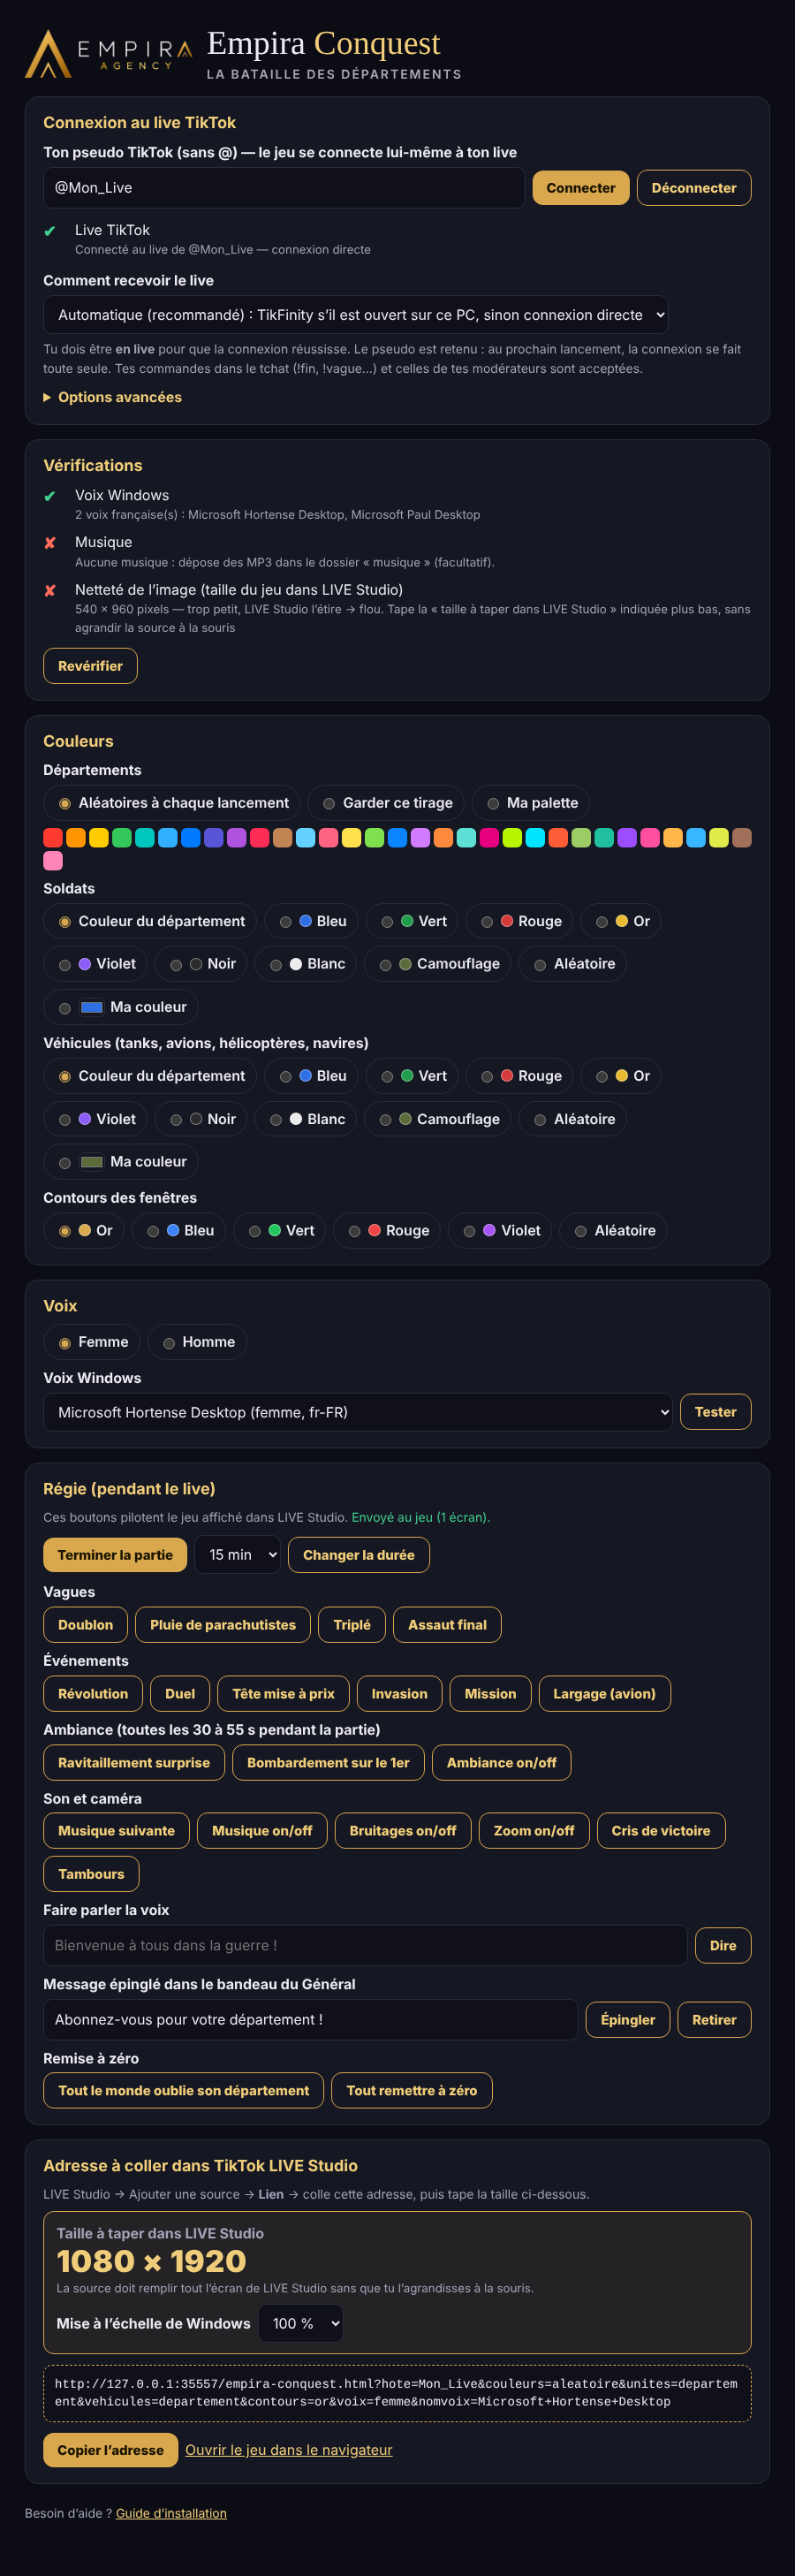 EMPIRA
AGENCY
Empira Conquest
LA BATAILLE DES DÉPARTEMENTS
Connexion au live TikTok
Ton pseudo TikTok (sans @) — le jeu se connecte lui-même à ton live
@Mon_Live
Connecter
Déconnecter
✔ Live TikTok
Connecté au live de @Mon_Live — connexion directe
Comment recevoir le live
Automatique (recommandé) : TikFinity s’il est ouvert sur ce PC, sinon connexion directe
Tu dois être en live pour que la connexion réussisse. Le pseudo est retenu : au prochain lancement, la connexion se fait
toute seule. Tes commandes dans le tchat (!fin, !vague…) et celles de tes modérateurs sont acceptées.
▶ Options avancées
Vérifications
✔ Voix Windows
2 voix française(s) : Microsoft Hortense Desktop, Microsoft Paul Desktop
✘ Musique
Aucune musique : dépose des MP3 dans le dossier « musique » (facultatif).
✘ Netteté de l’image (taille du jeu dans LIVE Studio)
540 × 960 pixels — trop petit, LIVE Studio l’étire → flou. Tape la « taille à taper dans LIVE Studio » indiquée plus bas, sans
agrandir la source à la souris
Revérifier
Couleurs
Départements
Aléatoires à chaque lancement
Garder ce tirage
Ma palette
Soldats
Couleur du département
Bleu
Vert
Rouge
Or
Violet
Noir
Blanc
Camouflage
Aléatoire
Ma couleur
Véhicules (tanks, avions, hélicoptères, navires)
Couleur du département
Bleu
Vert
Rouge
Or
Violet
Noir
Blanc
Camouflage
Aléatoire
Ma couleur
Contours des fenêtres
Or
Bleu
Vert
Rouge
Violet
Aléatoire
Voix
Femme
Homme
Voix Windows
Microsoft Hortense Desktop (femme, fr-FR)
Tester
Régie (pendant le live)
Ces boutons pilotent le jeu affiché dans LIVE Studio. Envoyé au jeu (1 écran).
Terminer la partie
15 min
Changer la durée
Vagues
Doublon
Pluie de parachutistes
Triplé
Assaut final
Événements
Révolution
Duel
Tête mise à prix
Invasion
Mission
Largage (avion)
Ambiance (toutes les 30 à 55 s pendant la partie)
Ravitaillement surprise
Bombardement sur le 1er
Ambiance on/off
Son et caméra
Musique suivante
Musique on/off
Bruitages on/off
Zoom on/off
Cris de victoire
Tambours
Faire parler la voix
Bienvenue à tous dans la guerre !
Dire
Message épinglé dans le bandeau du Général
Abonnez-vous pour votre département !
Épingler
Retirer
Remise à zéro
Tout le monde oublie son département
Tout remettre à zéro
Adresse à coller dans TikTok LIVE Studio
LIVE Studio → Ajouter une source → Lien → colle cette adresse, puis tape la taille ci-dessous.
Taille à taper dans LIVE Studio
1080 × 1920
La source doit remplir tout l’écran de LIVE Studio sans que tu l’agrandisses à la souris.
Mise à l’échelle de Windows
100 %
http://127.0.0.1:35557/empira-conquest.html?hote=Mon_Live&couleurs=aleatoire&unites=departem
ent&vehicules=departement&contours=or&voix=femme&nomvoix=Microsoft+Hortense+Desktop
Copier l’adresse
Ouvrir le jeu dans le navigateur
Besoin d’aide ? Guide d’installation